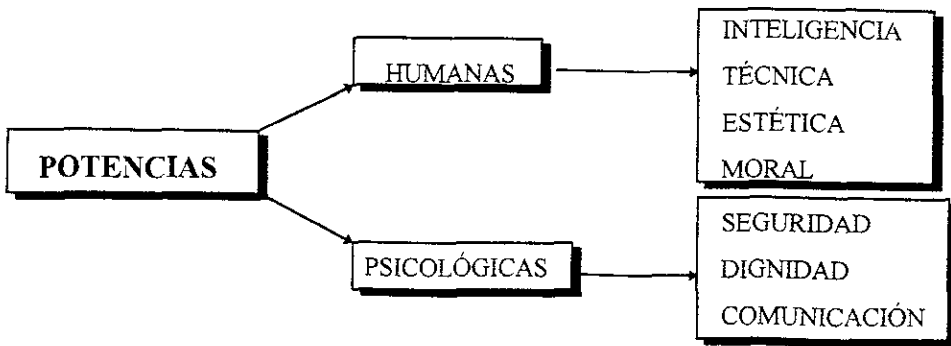 POTENCIAS
HUMANAS
INTELIGENCIA
TÉCNICA
ESTÉTICA
MORAL
PSICOLÓGICAS
SEGURIDAD
DIGNIDAD
COMUNICACIÓN